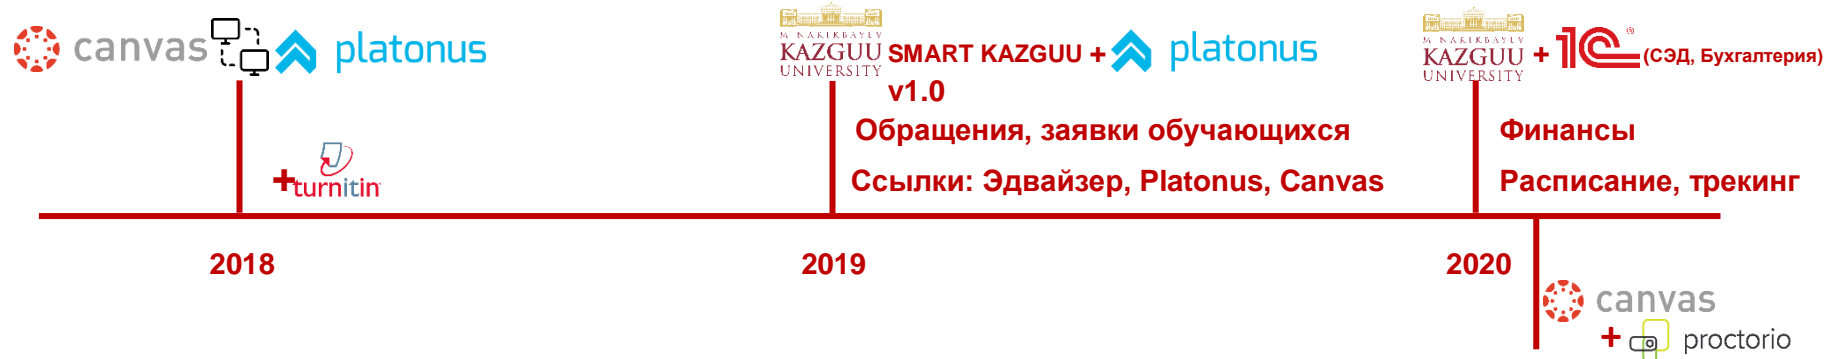 canvas platonus
+turnitin
2018
M NARIKBAYEV
KAZGUU
UNIVERSITY
SMART KAZGUU + platonus
v1.0
Обращения, заявки обучающихся
Ссылки: Эдвайзер, Platonus, Canvas
2019
M NARIKBAYEV
KAZGUU
UNIVERSITY
+ 1C® (СЭД, Бухгалтерия)
Финансы
Расписание, трекинг
2020
canvas
+ proctorio